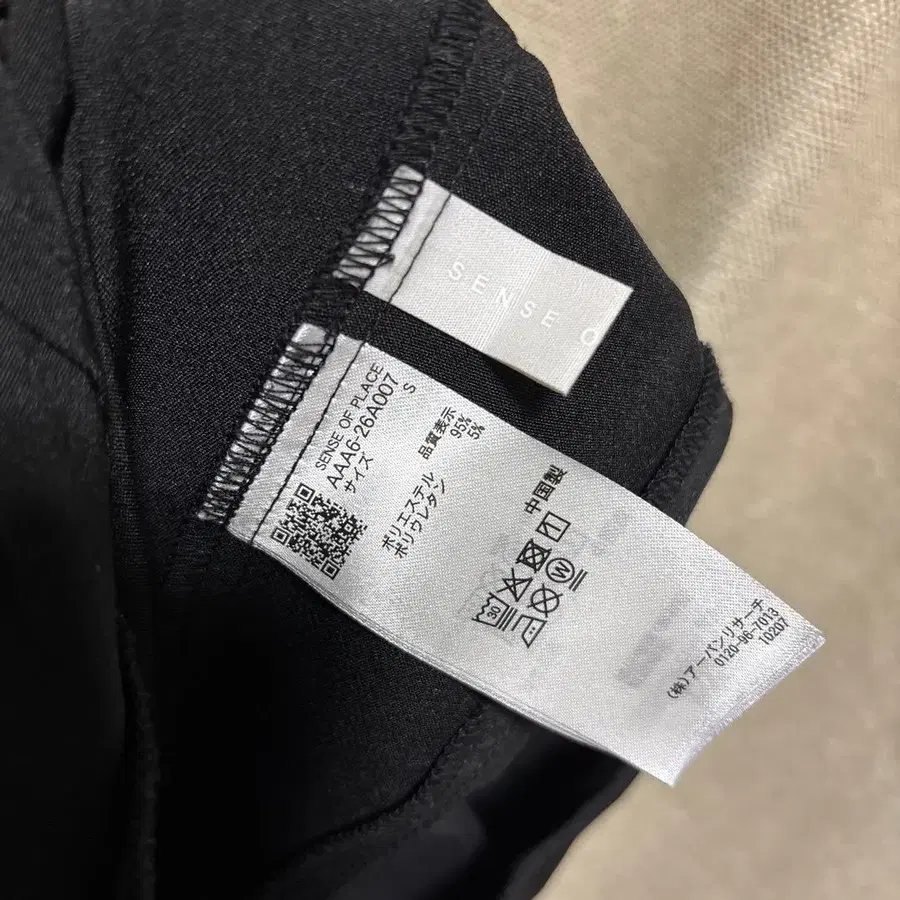 SENSE O
SENSE OF PLACE
AAA6-26A007
サイズ S
品質表示
ポリエステル 95%
ポリウレタン 5%
中国製
30
W
(株)アーバンリサーチ
0120-96-7013
10207